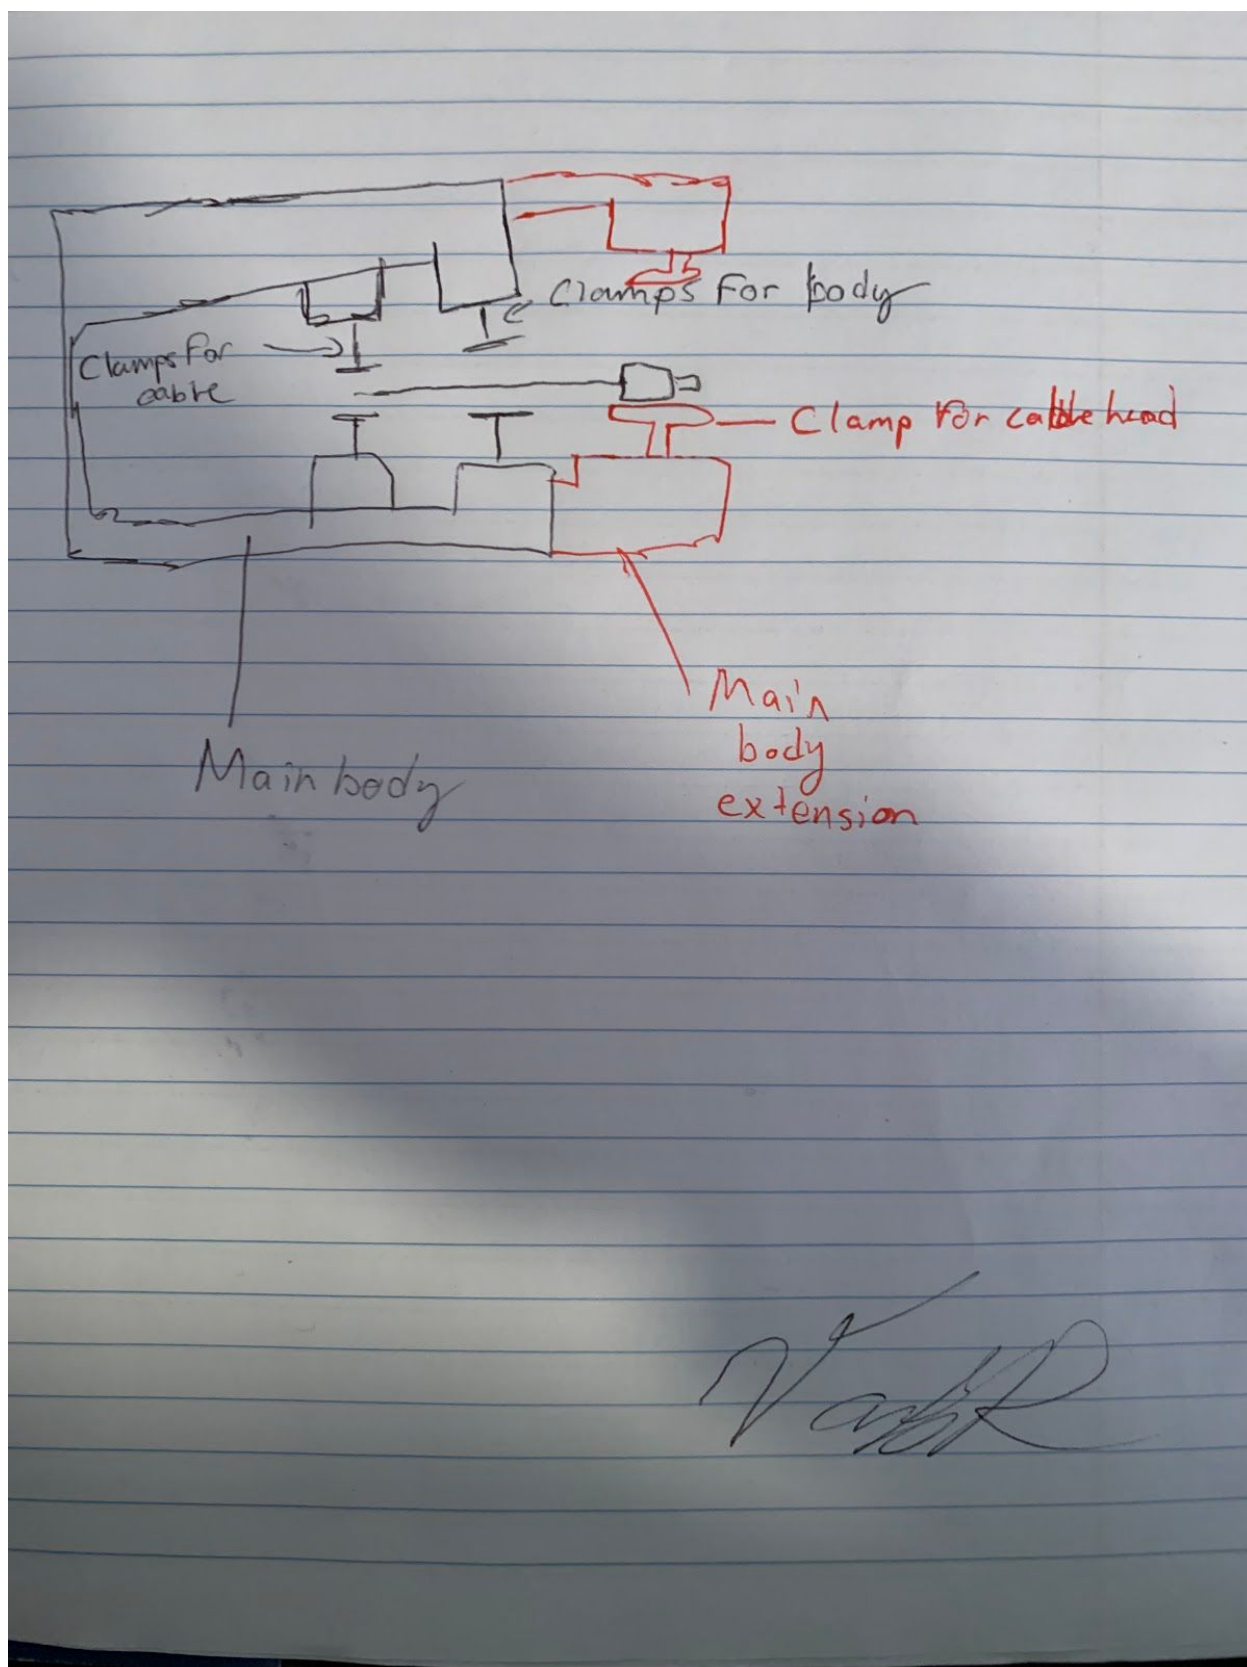 Clamps For body
Clamps For
cable
Clamp For cable head
Main
body
extension
Main body